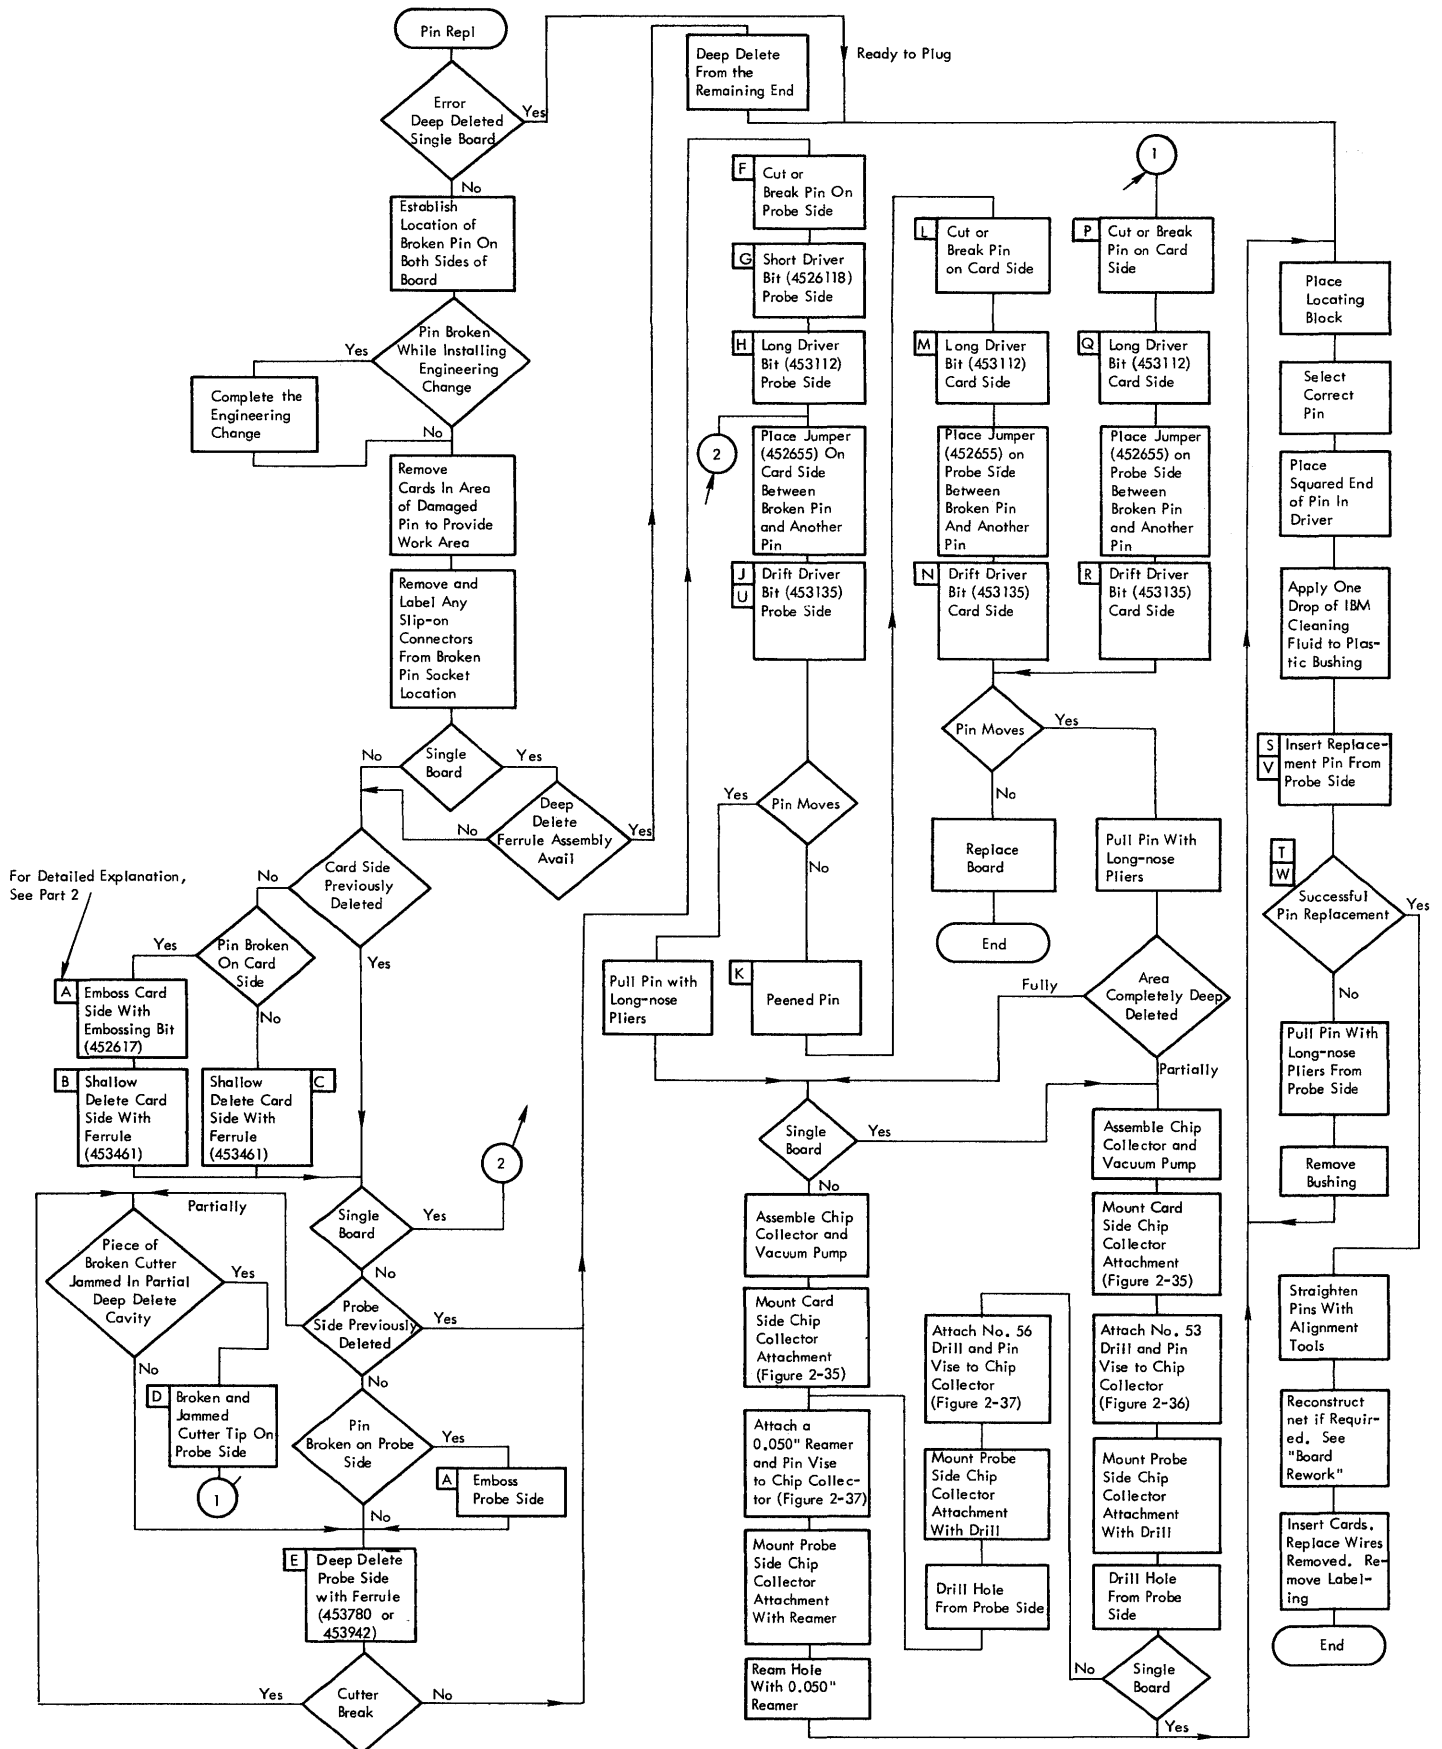 Pin Repl
Error
Deep Deleted
Single Board
Yes
No
Establish
Location of
Broken Pin On
Both Sides of
Board
Pin Broken
While Installing
Engineering
Change
Yes
No
Complete the
Engineering
Change
Remove
Cards In Area
of Damaged
Pin to Provide
Work Area
Remove and
Label Any
Slip-on
Connectors
From Broken
Pin Socket
Location
Single
Board
No
Yes
Deep
Delete
Ferrule Assembly
Avail
No
Yes
Card Side
Previously
Deleted
No
Yes
For Detailed Explanation,
See Part 2
Pin Broken
On Card
Side
Yes
No
A
Emboss Card
Side With
Embossing Bit
(452617)
B
Shallow
Delete Card
Side With
Ferrule
(453461)
C
Shallow
Delete Card
Side With
Ferrule
(453461)
2
Single
Board
Yes
No
Partially
Piece of
Broken Cutter
Jammed In Partial
Deep Delete
Cavity
Yes
No
Probe
Side Previously
Deleted
Yes
No
D
Broken and
Jammed
Cutter Tip On
Probe Side
1
Pin
Broken on Probe
Side
Yes
No
A
Emboss
Probe Side
E
Deep Delete
Probe Side
with Ferrule
(453780 or
453942)
Cutter
Break
Yes
No
Deep Delete
From the
Remaining End
Ready to Plug
F
Cut or
Break Pin On
Probe Side
G
Short Driver
Bit (4526118)
Probe Side
H
Long Driver
Bit (453112)
Probe Side
2
Place Jumper
(452655) On
Card Side
Between
Broken Pin
and Another
Pin
J
U
Drift Driver
Bit (453135)
Probe Side
Pin Moves
Yes
No
Pull Pin with
Long-nose
Pliers
K
Peened Pin
L
Cut or
Break Pin
on Card Side
M
Long Driver
Bit (453112)
Card Side
Place Jumper
(452655) on
Probe Side
Between
Broken Pin
And Another
Pin
N
Drift Driver
Bit (453135)
Card Side
1
P
Cut or Break
Pin on Card
Side
Q
Long Driver
Bit (453112)
Card Side
Place Jumper
(452655) on
Probe Side
Between
Broken Pin
and Another
Pin
R
Drift Driver
Bit (453135)
Card Side
Pin Moves
Yes
No
Replace
Board
End
Pull Pin With
Long-nose
Pliers
Area
Completely Deep
Deleted
Fully
Partially
Single
Board
Yes
No
Assemble Chip
Collector and
Vacuum Pump
Mount Card
Side Chip
Collector
Attachment
(Figure 2-35)
Attach a
0.050" Reamer
and Pin Vise
to Chip Collec-
tor (Figure 2-37)
Mount Probe
Side Chip
Collector
Attachment
With Reamer
Ream Hole
With 0.050"
Reamer
Attach No. 56
Drill and Pin
Vise to Chip
Collector
(Figure 2-37)
Mount Probe
Side Chip
Collector
Attachment
With Drill
Drill Hole
From Probe Side
Assemble Chip
Collector and
Vacuum Pump
Mount Card
Side Chip
Collector
Attachment
(Figure 2-35)
Attach No. 53
Drill and Pin
Vise to Chip
Collector
(Figure 2-36)
Mount Probe
Side Chip
Collector
Attachment
With Drill
Drill Hole
From Probe
Side
Single
Board
No
Yes
Place
Locating
Block
Select
Correct
Pin
Place
Squared End
of Pin In
Driver
Apply One
Drop of IBM
Cleaning
Fluid to Plas-
tic Bushing
S
V
Insert Replace-
ment Pin From
Probe Side
T
W
Successful
Pin Replacement
Yes
No
Pull Pin With
Long-nose
Pliers From
Probe Side
Remove
Bushing
Straighten
Pins With
Alignment
Tools
Reconstruct
net if Requir-
ed. See
"Board
Rework"
Insert Cards.
Replace Wires
Removed. Re-
move Label-
ing
End